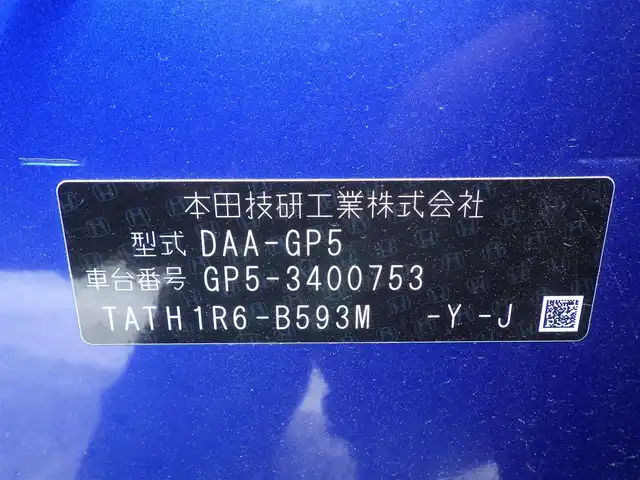 本田技研工業株式会社
型式 DAA-GP5
車台番号 GP5-3400753
TATH1R6-B593M -Y-J